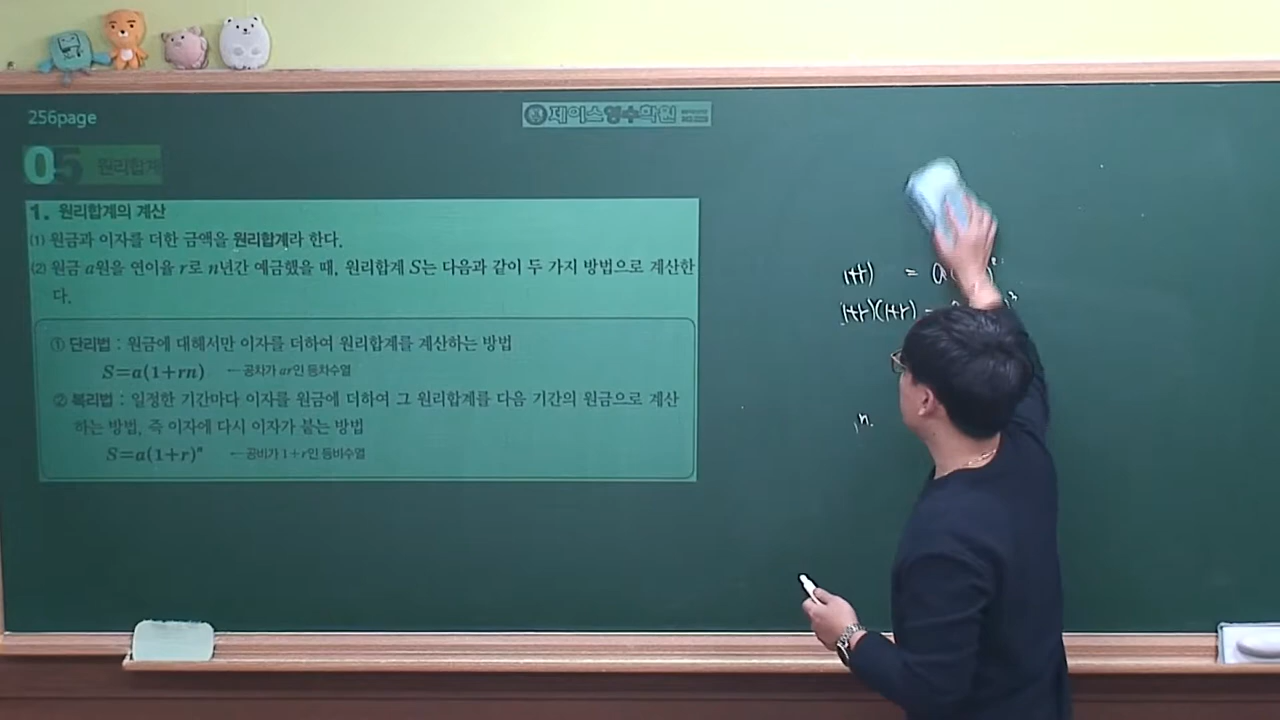 256page
제이스영수학원
05 원리합계
1. 원리합계의 계산
⑴ 원금과 이자를 더한 금액을 원리합계라 한다.
⑵ 원금 a원을 연이율 r로 n년간 예금했을 때, 원리합계 S는 다음과 같이 두 가지 방법으로 계산한
다.
① 단리법 : 원금에 대해서만 이자를 더하여 원리합계를 계산하는 방법
S=a(1+rn) ←공차가 ar인 등차수열
② 복리법 : 일정한 기간마다 이자를 원금에 더하여 그 원리합계를 다음 기간의 원금으로 계산
하는 방법, 즉 이자에 다시 이자가 붙는 방법
S=a(1+r)ⁿ ←공비가 1+r인 등비수열
1+r) = a(
1+r)(1+r) =
n